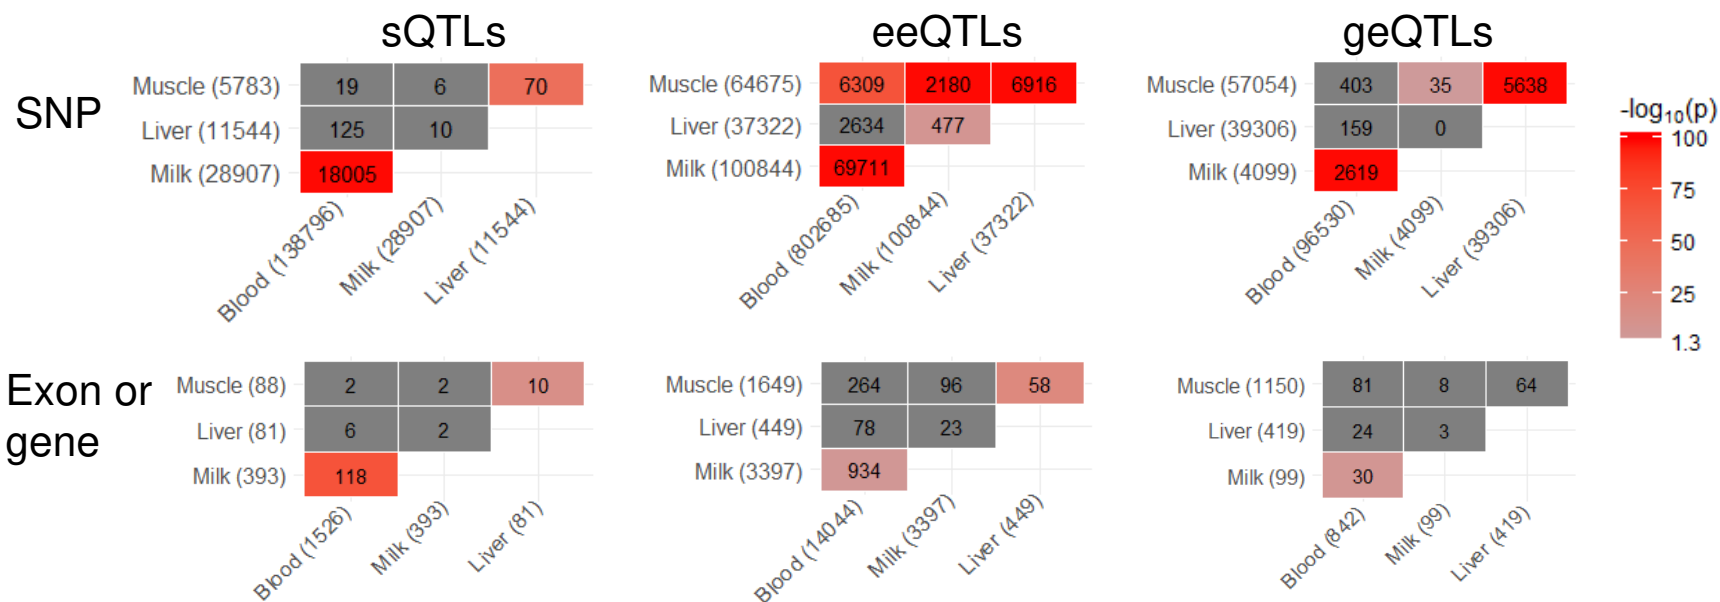 sQTLs eeQTLs geQTLs
SNP
Muscle (5783) 19 6 70
Liver (11544) 125 10
Milk (28907) 18005
Blood (138796) Milk (28907) Liver (11544)
Muscle (64675) 6309 2180 6916
Liver (37322) 2634 477
Milk (100844) 69711
Blood (802685) Milk (100844) Liver (37322)
Muscle (57054) 403 35 5638
Liver (39306) 159 0
Milk (4099) 2619
Blood (96530) Milk (4099) Liver (39306)
-log10(p)
100
75
50
25
1.3
Exon or
gene
Muscle (88) 2 2 10
Liver (81) 6 2
Milk (393) 118
Blood (1526) Milk (393) Liver (81)
Muscle (1649) 264 96 58
Liver (449) 78 23
Milk (3397) 934
Blood (14044) Milk (3397) Liver (449)
Muscle (1150) 81 8 64
Liver (419) 24 3
Milk (99) 30
Blood (842) Milk (99) Liver (419)